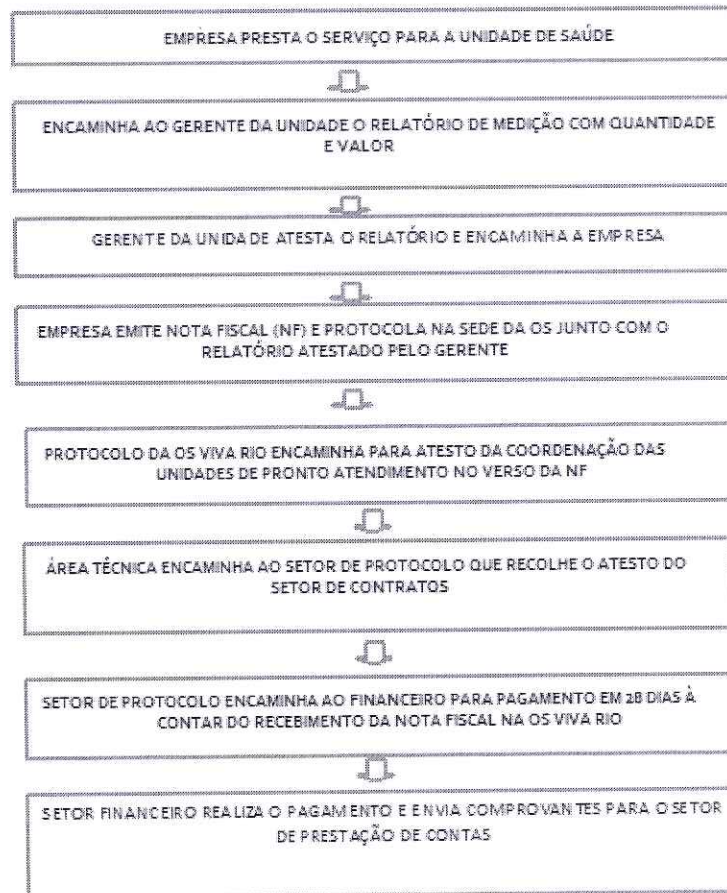 EMPRESA PRESTA O SERVIÇO PARA A UNIDADE DE SAÚDE
ENCAMINHA AO GERENTE DA UNIDADE O RELATÓRIO DE MEDIÇÃO COM QUANTIDADE
E VALOR
GERENTE DA UNIDADE ATESTA O RELATÓRIO E ENCAMINHA A EMPRESA
EMPRESA EMITE NOTA FISCAL (NF) E PROTOCOLA NA SEDE DA OS JUNTO COM O
RELATÓRIO ATESTADO PELO GERENTE
PROTOCOLO DA OS VIVA RIO ENCAMINHA PARA ATESTO DA COORDENAÇÃO DAS
UNIDADES DE PRONTO ATENDIMENTO NO VERSO DA NF
ÁREA TÉCNICA ENCAMINHA AO SETOR DE PROTOCOLO QUE RECOLHE O ATESTO DO
SETOR DE CONTRATOS
SETOR DE PROTOCOLO ENCAMINHA AO FINANCEIRO PARA PAGAMENTO EM 28 DIAS À
CONTAR DO RECEBIMENTO DA NOTA FISCAL NA OS VIVA RIO
SETOR FINANCEIRO REALIZA O PAGAMENTO E ENVIA COMPROVANTES PARA O SETOR
DE PRESTAÇÃO DE CONTAS